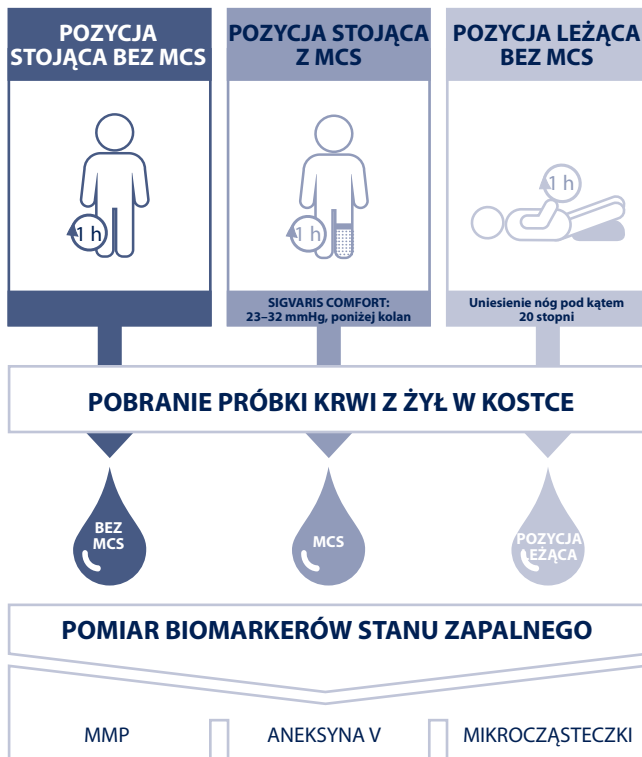 POZYCJA
STOJĄCA BEZ MCS
POZYCJA STOJĄCA
Z MCS
POZYCJA LEŻĄCA
BEZ MCS
1 h
1 h
1 h
SIGVARIS COMFORT:
23–32 mmHg, poniżej kolan
Uniesienie nóg pod kątem
20 stopni
POBRANIE PRÓBKI KRWI Z ŻYŁ W KOSTCE
BEZ
MCS
MCS
POZYCJA
LEŻĄCA
POMIAR BIOMARKERÓW STANU ZAPALNEGO
MMP
ANEKSYNA V
MIKROCZĄSTECZKI